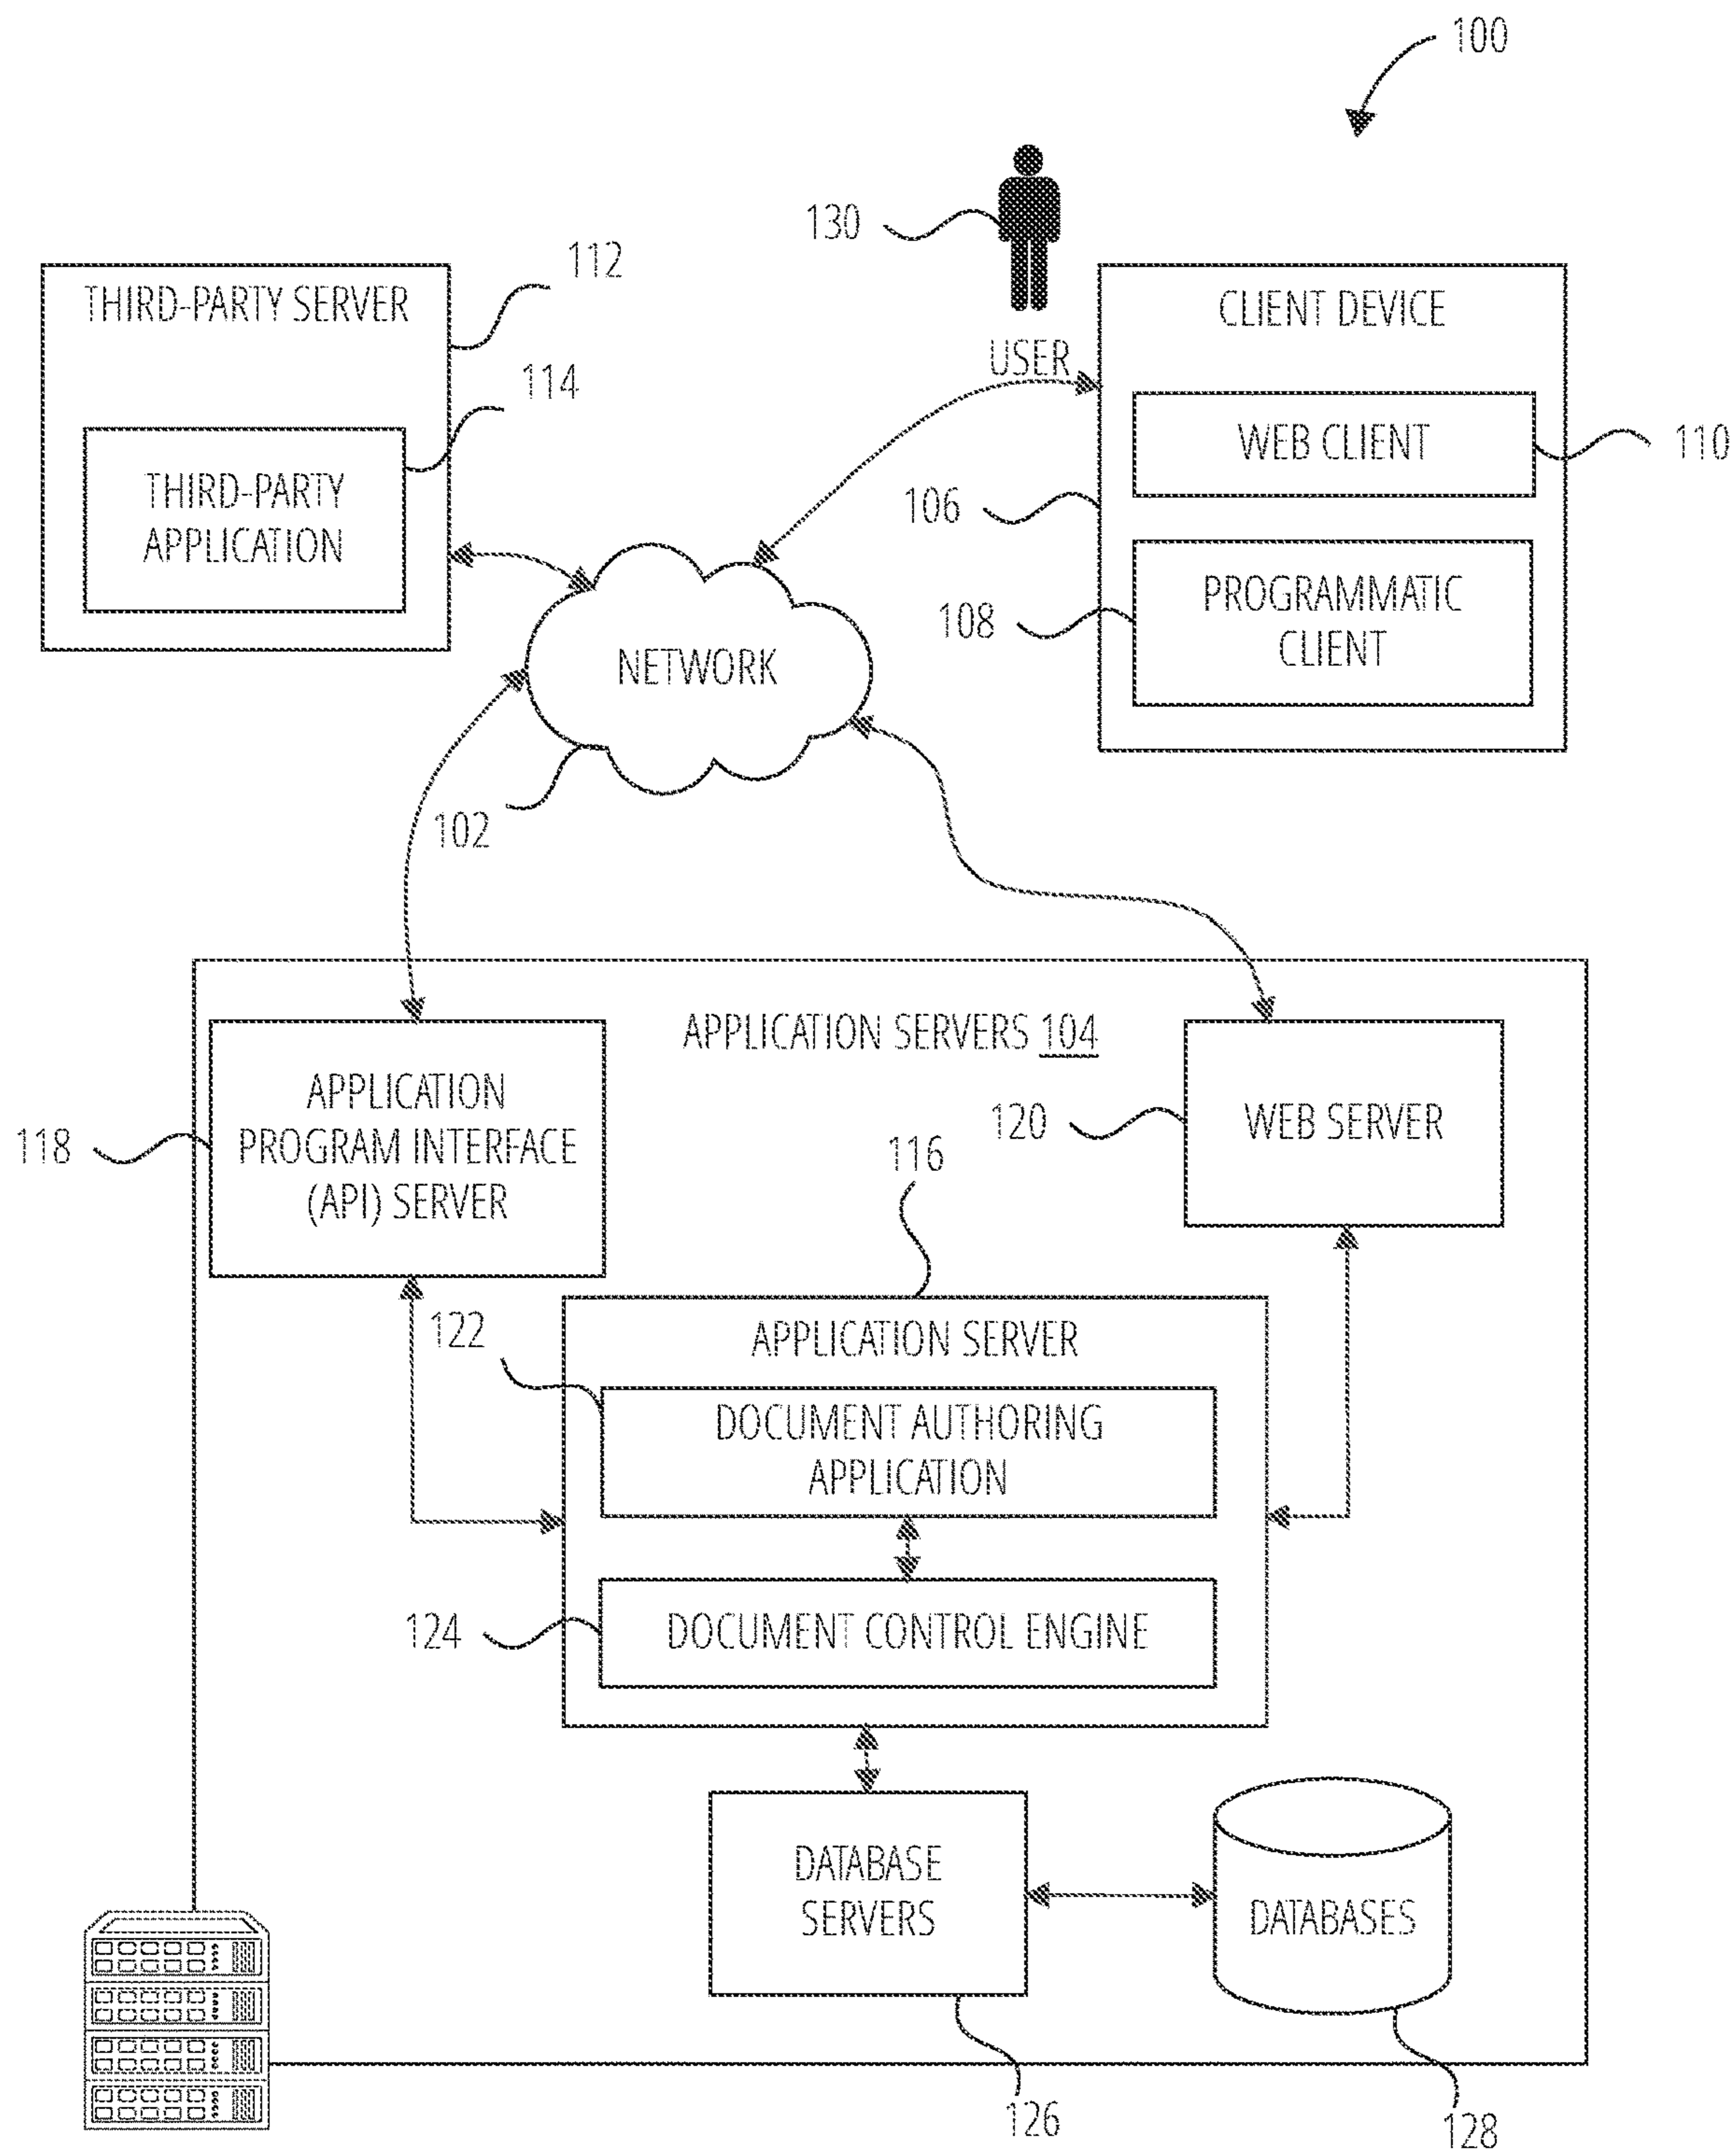 100
130
112
THIRD-PARTY SERVER
CLIENT DEVICE
USER
114
WEB CLIENT
110
THIRD-PARTY
APPLICATION
106
PROGRAMMATIC
CLIENT
108
NETWORK
102
APPLICATION SERVERS 104
APPLICATION
PROGRAM INTERFACE
(API) SERVER
118
120
WEB SERVER
116
122
APPLICATION SERVER
DOCUMENT AUTHORING
APPLICATION
124
DOCUMENT CONTROL ENGINE
DATABASE
SERVERS
DATABASES
126
128